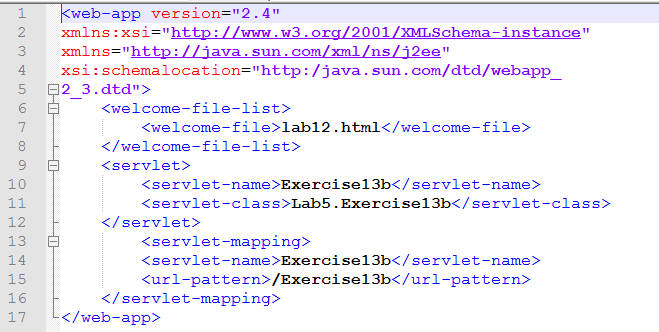 1 <web-app version="2.4"
2 xmlns:xsi="http://www.w3.org/2001/XMLSchema-instance"
3 xmlns="http://java.sun.com/xml/ns/j2ee"
4 xsi:schemalocation="http:/java.sun.com/dtd/webapp_
5 2_3.dtd">
6 <welcome-file-list>
7 <welcome-file>lab12.html</welcome-file>
8 </welcome-file-list>
9 <servlet>
10 <servlet-name>Exercise13b</servlet-name>
11 <servlet-class>Lab5.Exercise13b</servlet-class>
12 </servlet>
13 <servlet-mapping>
14 <servlet-name>Exercise13b</servlet-name>
15 <url-pattern>/Exercise13b</url-pattern>
16 </servlet-mapping>
17 </web-app>